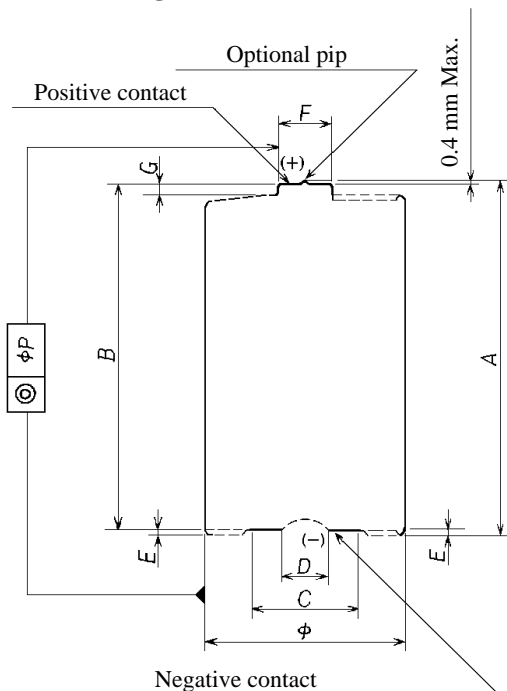 Optional pip
Positive contact
0.4 mm Max.
F
(+)
G
A
B
ϕP
◎
E
(-)
E
D
C
ϕ
Negative contact